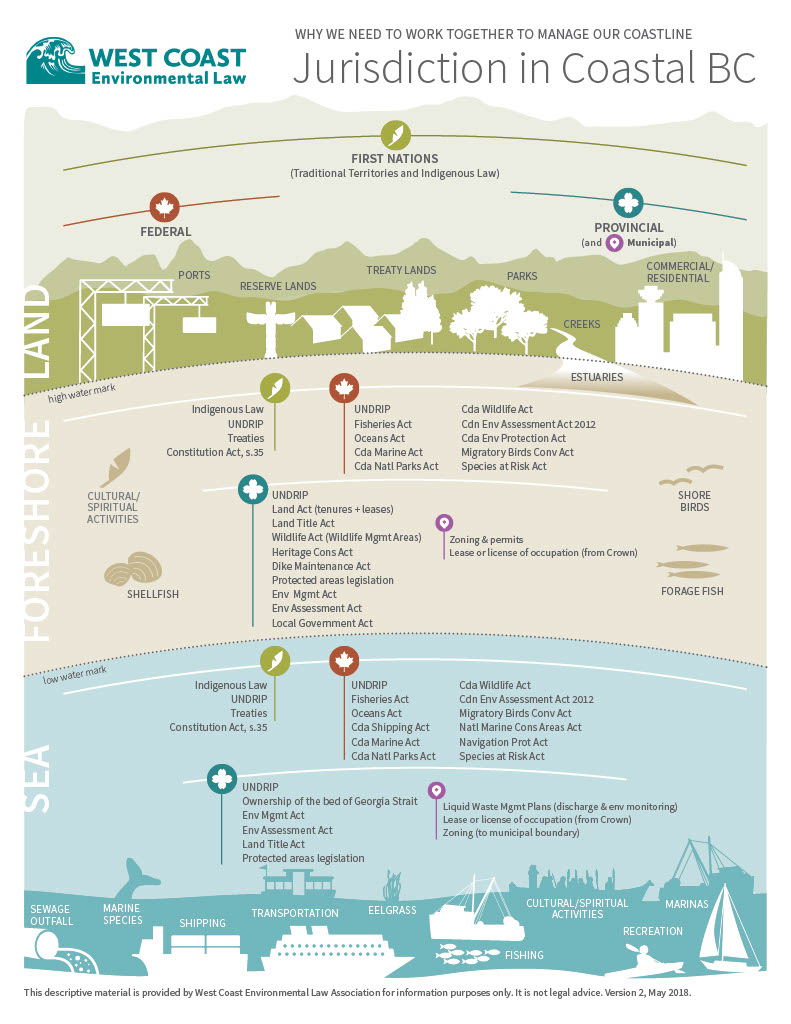 WHY WE NEED TO WORK TOGETHER TO MANAGE OUR COASTLINE
WEST COAST
Environmental Law
Jurisdiction in Coastal BC
FIRST NATIONS
(Traditional Territories and Indigenous Law)
FEDERAL
PROVINCIAL
(and Municipal)
LAND
PORTS
RESERVE LANDS
TREATY LANDS
PARKS
COMMERCIAL/
RESIDENTIAL
CREEKS
ESTUARIES
high water mark
FORESHORE
Indigenous Law
UNDRIP
Treaties
Constitution Act, s.35
UNDRIP
Fisheries Act
Oceans Act
Cda Marine Act
Cda Natl Parks Act
Cda Wildlife Act
Cdn Env Assessment Act 2012
Cda Env Protection Act
Migratory Birds Conv Act
Species at Risk Act
CULTURAL/
SPIRITUAL
ACTIVITIES
SHORE
BIRDS
UNDRIP
Land Act (tenures + leases)
Land Title Act
Wildlife Act (Wildlife Mgmt Areas)
Heritage Cons Act
Dike Maintenance Act
Protected areas legislation
Env Mgmt Act
Env Assessment Act
Local Government Act
Zoning & permits
Lease or license of occupation (from Crown)
SHELLFISH
FORAGE FISH
low water mark
SEA
Indigenous Law
UNDRIP
Treaties
Constitution Act, s.35
UNDRIP
Fisheries Act
Oceans Act
Cda Shipping Act
Cda Marine Act
Cda Natl Parks Act
Cda Wildlife Act
Cdn Env Assessment Act 2012
Migratory Birds Conv Act
Natl Marine Cons Areas Act
Navigation Prot Act
Species at Risk Act
UNDRIP
Ownership of the bed of Georgia Strait
Env Mgmt Act
Env Assessment Act
Land Title Act
Protected areas legislation
Liquid Waste Mgmt Plans (discharge & env monitoring)
Lease or license of occupation (from Crown)
Zoning (to municipal boundary)
SEWAGE
OUTFALL
MARINE
SPECIES
SHIPPING
TRANSPORTATION
EELGRASS
FISHING
CULTURAL/SPIRITUAL
ACTIVITIES
RECREATION
MARINAS
This descriptive material is provided by West Coast Environmental Law Association for information purposes only. It is not legal advice. Version 2, May 2018.